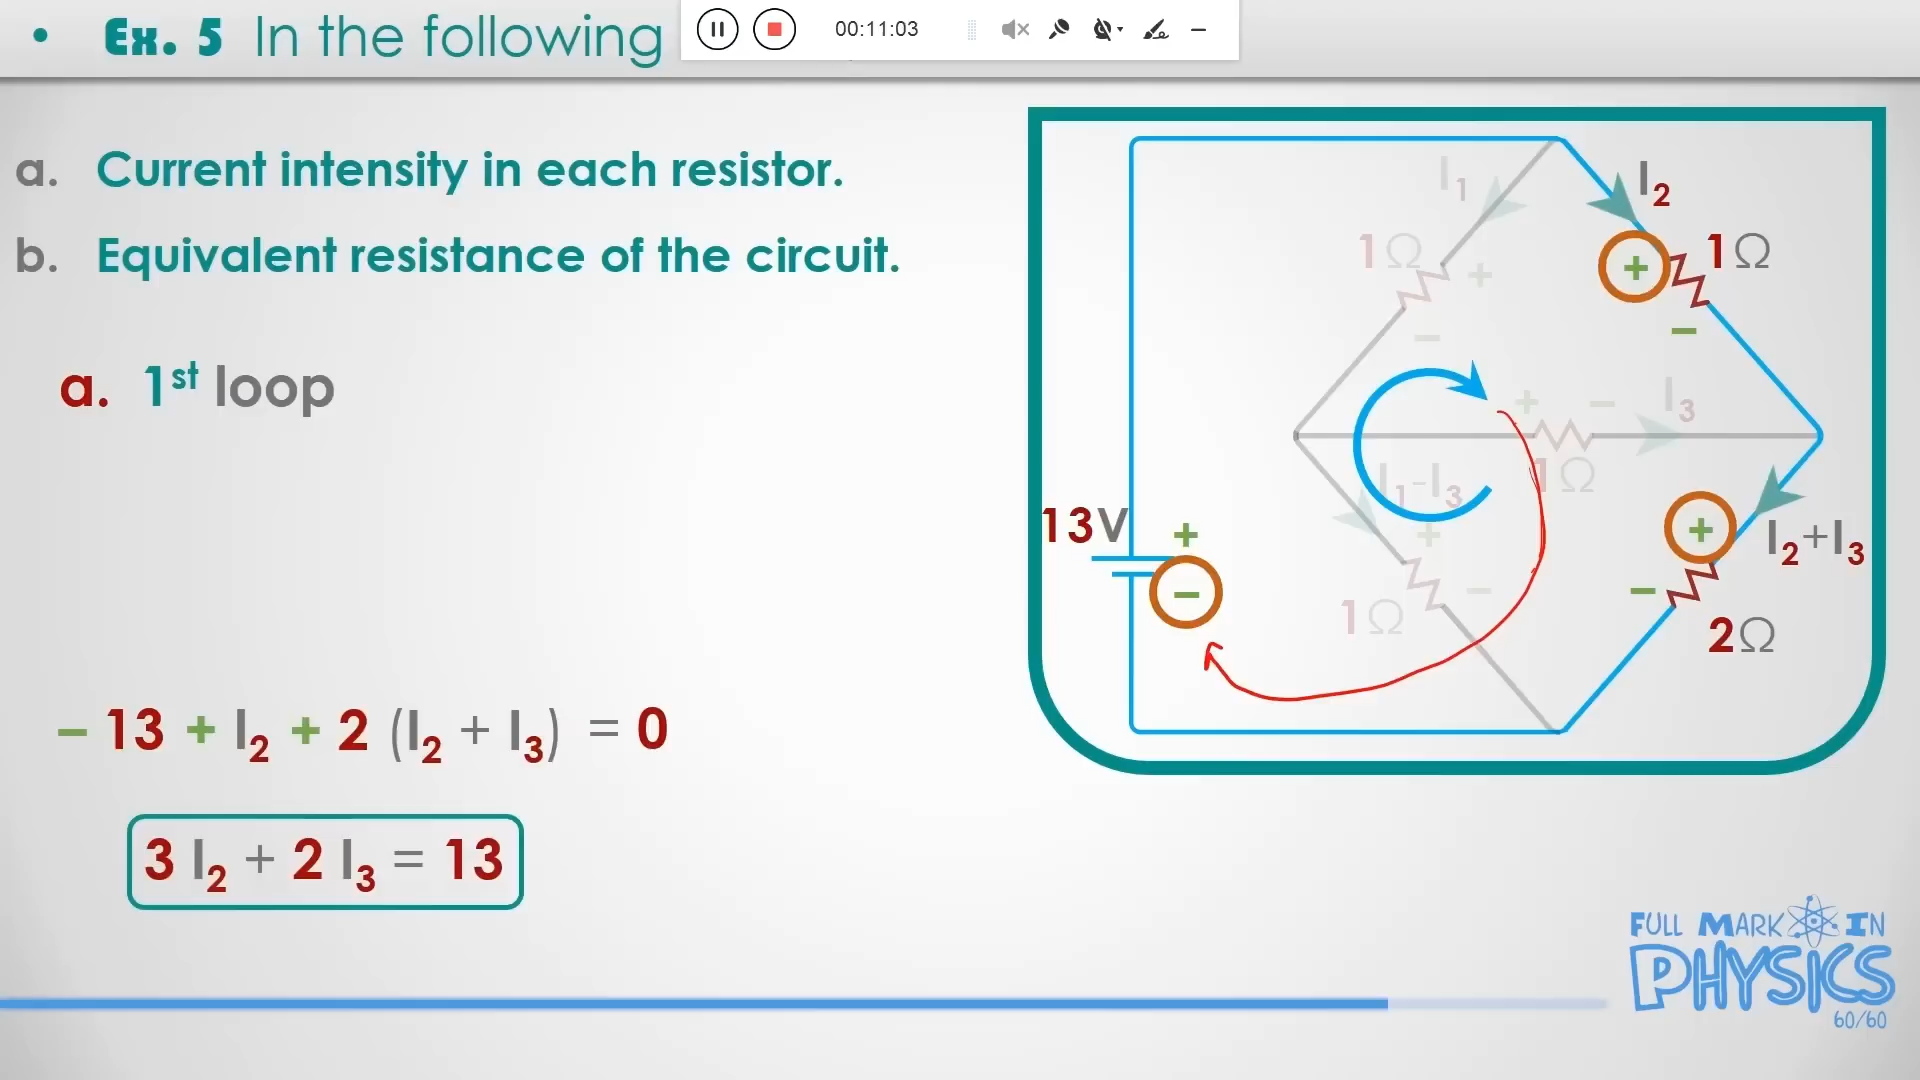 • Ex. 5 In the following
00:11:03
a. Current intensity in each resistor.
b. Equivalent resistance of the circuit.
a. 1st loop
– 13 + I2 + 2 (I2 + I3) = 0
3 I2 + 2 I3 = 13
I1
I2
1Ω
+
–
+
1Ω
–
+ – I3
1Ω
I1-I3
13V
+
–
+
–
1Ω
+
I2+I3
–
2Ω
FULL MARK IN
PHYSICS
60/60